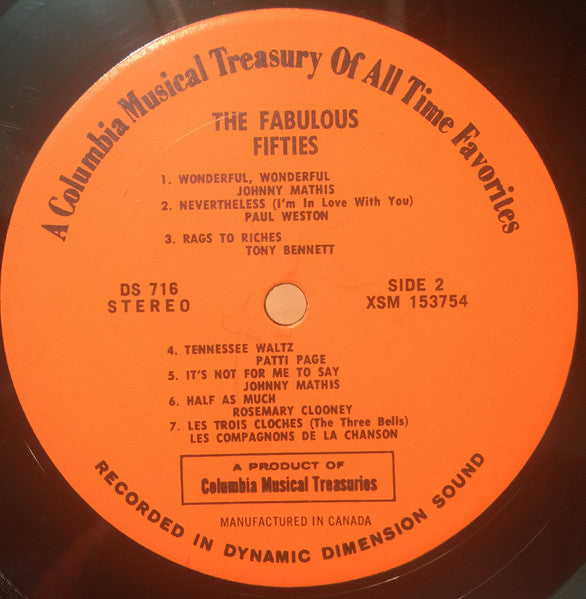 A Columbia Musical Treasury Of All Time Favorites
THE FABULOUS
FIFTIES
1. WONDERFUL, WONDERFUL
JOHNNY MATHIS
2. NEVERTHELESS (I'm In Love With You)
PAUL WESTON
3. RAGS TO RICHES
TONY BENNETT
DS 716
STEREO
SIDE 2
XSM 153754
4. TENNESSEE WALTZ
PATTI PAGE
5. IT'S NOT FOR ME TO SAY
JOHNNY MATHIS
6. HALF AS MUCH
ROSEMARY CLOONEY
7. LES TROIS CLOCHES (The Three Bells)
LES COMPAGNONS DE LA CHANSON
A PRODUCT OF
Columbia Musical Treasuries
MANUFACTURED IN CANADA
RECORDED IN DYNAMIC DIMENSION SOUND